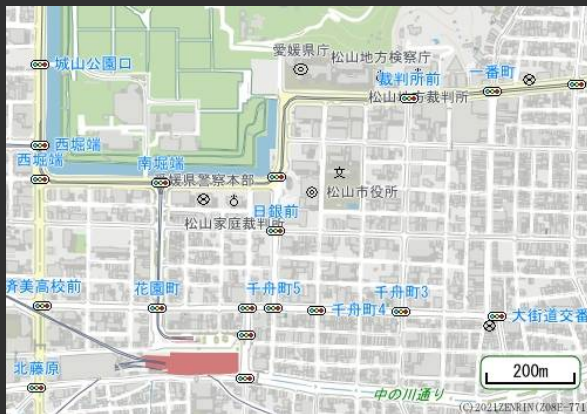 愛媛県庁
松山地方検察庁
城山公園口
裁判所前
一番町
松山地方裁判所
西堀端
西堀端
南堀端
愛媛県警察本部
松山市役所
文
松山家庭裁判所
日銀前
済美高校前
花園町
千舟町5
千舟町3
千舟町4
大街道交番
北藤原
200m
中の川通り
(C)2021ZENRIN(Z08E-771